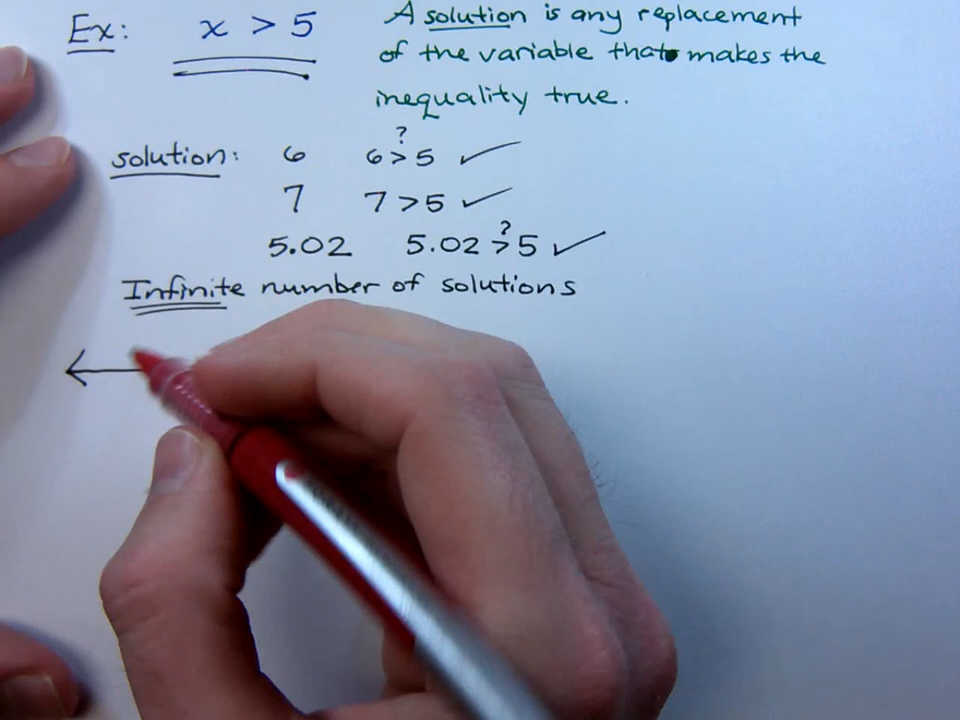 Ex: x > 5 A solution is any replacement
of the variable that makes the
inequality true.
solution: 6 6 ?> 5 ✓
7 7 > 5 ✓
5.02 5.02 ?> 5 ✓
Infinite number of solutions